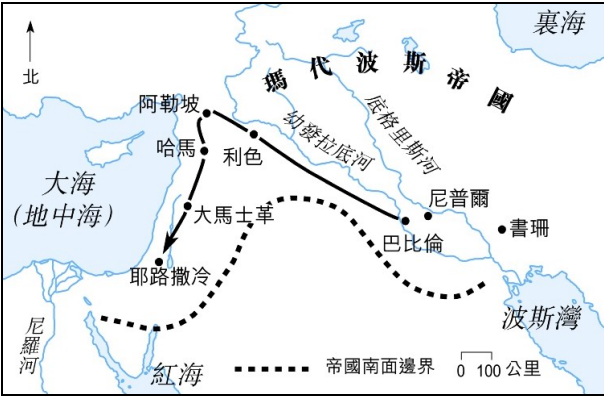 裏海
北
瑪代波斯帝國
阿勒坡
底格里斯河
幼發拉底河
哈馬
利色
大海
(地中海)
大馬士革
尼普爾
巴比倫
書珊
耶路撒冷
尼羅河
紅海
波斯灣
帝國南面邊界
0 100 公里